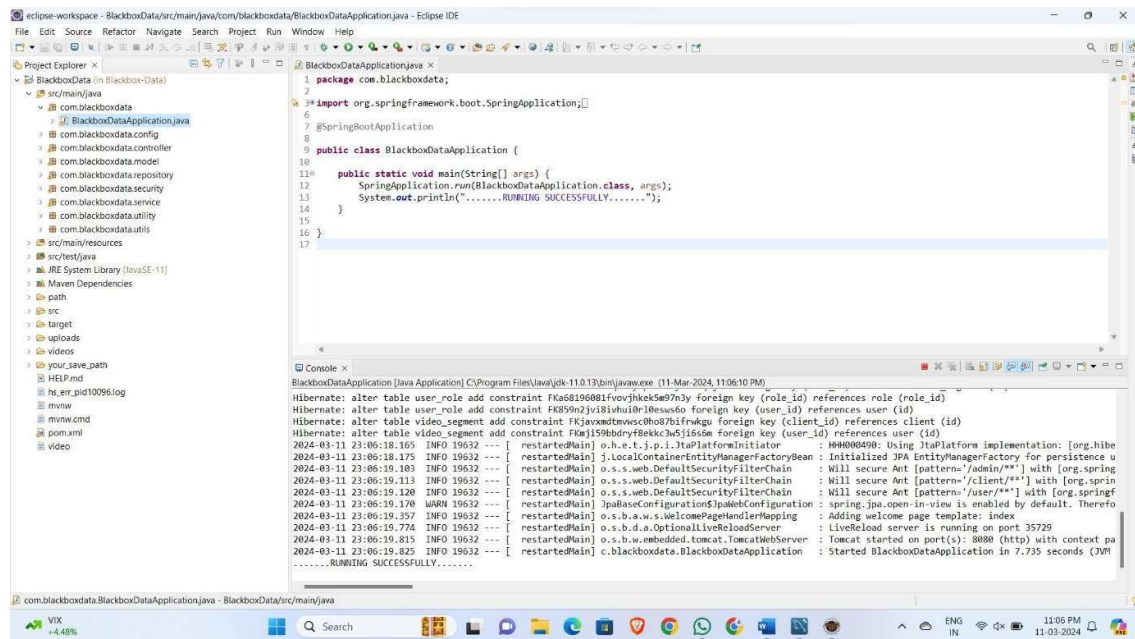 eclipse-workspace - BlackboxData/src/main/java/com/blackboxdata/BlackboxDataApplication.java - Eclipse IDE
File Edit Source Refactor Navigate Search Project Run Window Help
Project Explorer ×
BlackboxData (in Blackbox-Data)
src/main/java
com.blackboxdata
BlackboxDataApplication.java
com.blackboxdata.config
com.blackboxdata.controller
com.blackboxdata.model
com.blackboxdata.repository
com.blackboxdata.security
com.blackboxdata.service
com.blackboxdata.utility
com.blackboxdata.utils
src/main/resources
src/test/java
JRE System Library [JavaSE-11]
Maven Dependencies
path
src
target
uploads
videos
your_save_path
HELP.md
hs_err_pid10096.log
mvnw
mvnw.cmd
pom.xml
video
BlackboxDataApplication.java ×
1 package com.blackboxdata;
2
3 import org.springframework.boot.SpringApplication;
6
7 @SpringBootApplication
8
9 public class BlackboxDataApplication {
10
11 public static void main(String[] args) {
12 SpringApplication.run(BlackboxDataApplication.class, args);
13 System.out.println(".......RUNNING SUCCESSFULLY.......");
14 }
15
16 }
17
Console ×
BlackboxDataApplication [Java Application] C:\Program Files\Java\jdk-11.0.13\bin\javaw.exe (11-Mar-2024, 11:06:10 PM)
Hibernate: alter table user_role add constraint foreign key (role_id) references role (role_id)
Hibernate: alter table user_role add constraint foreign key (user_id) references user (id)
Hibernate: alter table video_segment add constraint foreign key (client_id) references client (id)
Hibernate: alter table video_segment add constraint foreign key (user_id) references user (id)
2024-03-11 23:06:18.165 INFO 19632 --- [ restartedMain] o.h.e.t.j.p.i.JtaPlatformInitiator : HHH000490: Using JtaPlatform implementation: [org.hibe
2024-03-11 23:06:18.175 INFO 19632 --- [ restartedMain] j.LocalContainerEntityManagerFactoryBean : Initialized JPA EntityManagerFactory for persistence u
2024-03-11 23:06:19.103 INFO 19632 --- [ restartedMain] o.s.s.web.DefaultSecurityFilterChain : Will secure Ant [pattern='/admin/**'] with [org.spring
2024-03-11 23:06:19.113 INFO 19632 --- [ restartedMain] o.s.s.web.DefaultSecurityFilterChain : Will secure Ant [pattern='/client/**'] with [org.sprin
2024-03-11 23:06:19.120 INFO 19632 --- [ restartedMain] o.s.s.web.DefaultSecurityFilterChain : Will secure Ant [pattern='/user/**'] with [org.springf
2024-03-11 23:06:19.170 WARN 19632 --- [ restartedMain] JpaBaseConfiguration$JpaWebConfiguration : spring.jpa.open-in-view is enabled by default. Therefo
2024-03-11 23:06:19.357 INFO 19632 --- [ restartedMain] o.s.b.a.w.s.WelcomePageHandlerMapping : Adding welcome page template: index
2024-03-11 23:06:19.774 INFO 19632 --- [ restartedMain] o.s.b.d.a.OptionalLiveReloadServer : LiveReload server is running on port 35729
2024-03-11 23:06:19.815 INFO 19632 --- [ restartedMain] o.s.b.w.embedded.tomcat.TomcatWebServer : Tomcat started on port(s): 8080 (http) with context pa
2024-03-11 23:06:19.825 INFO 19632 --- [ restartedMain] c.blackboxdata.BlackboxDataApplication : Started BlackboxDataApplication in 7.735 seconds (JVM
.......RUNNING SUCCESSFULLY.......
com.blackboxdata.BlackboxDataApplication.java - BlackboxData/src/main/java
VIX
+4.48%
Search
ENG
IN
11:06 PM
11-03-2024